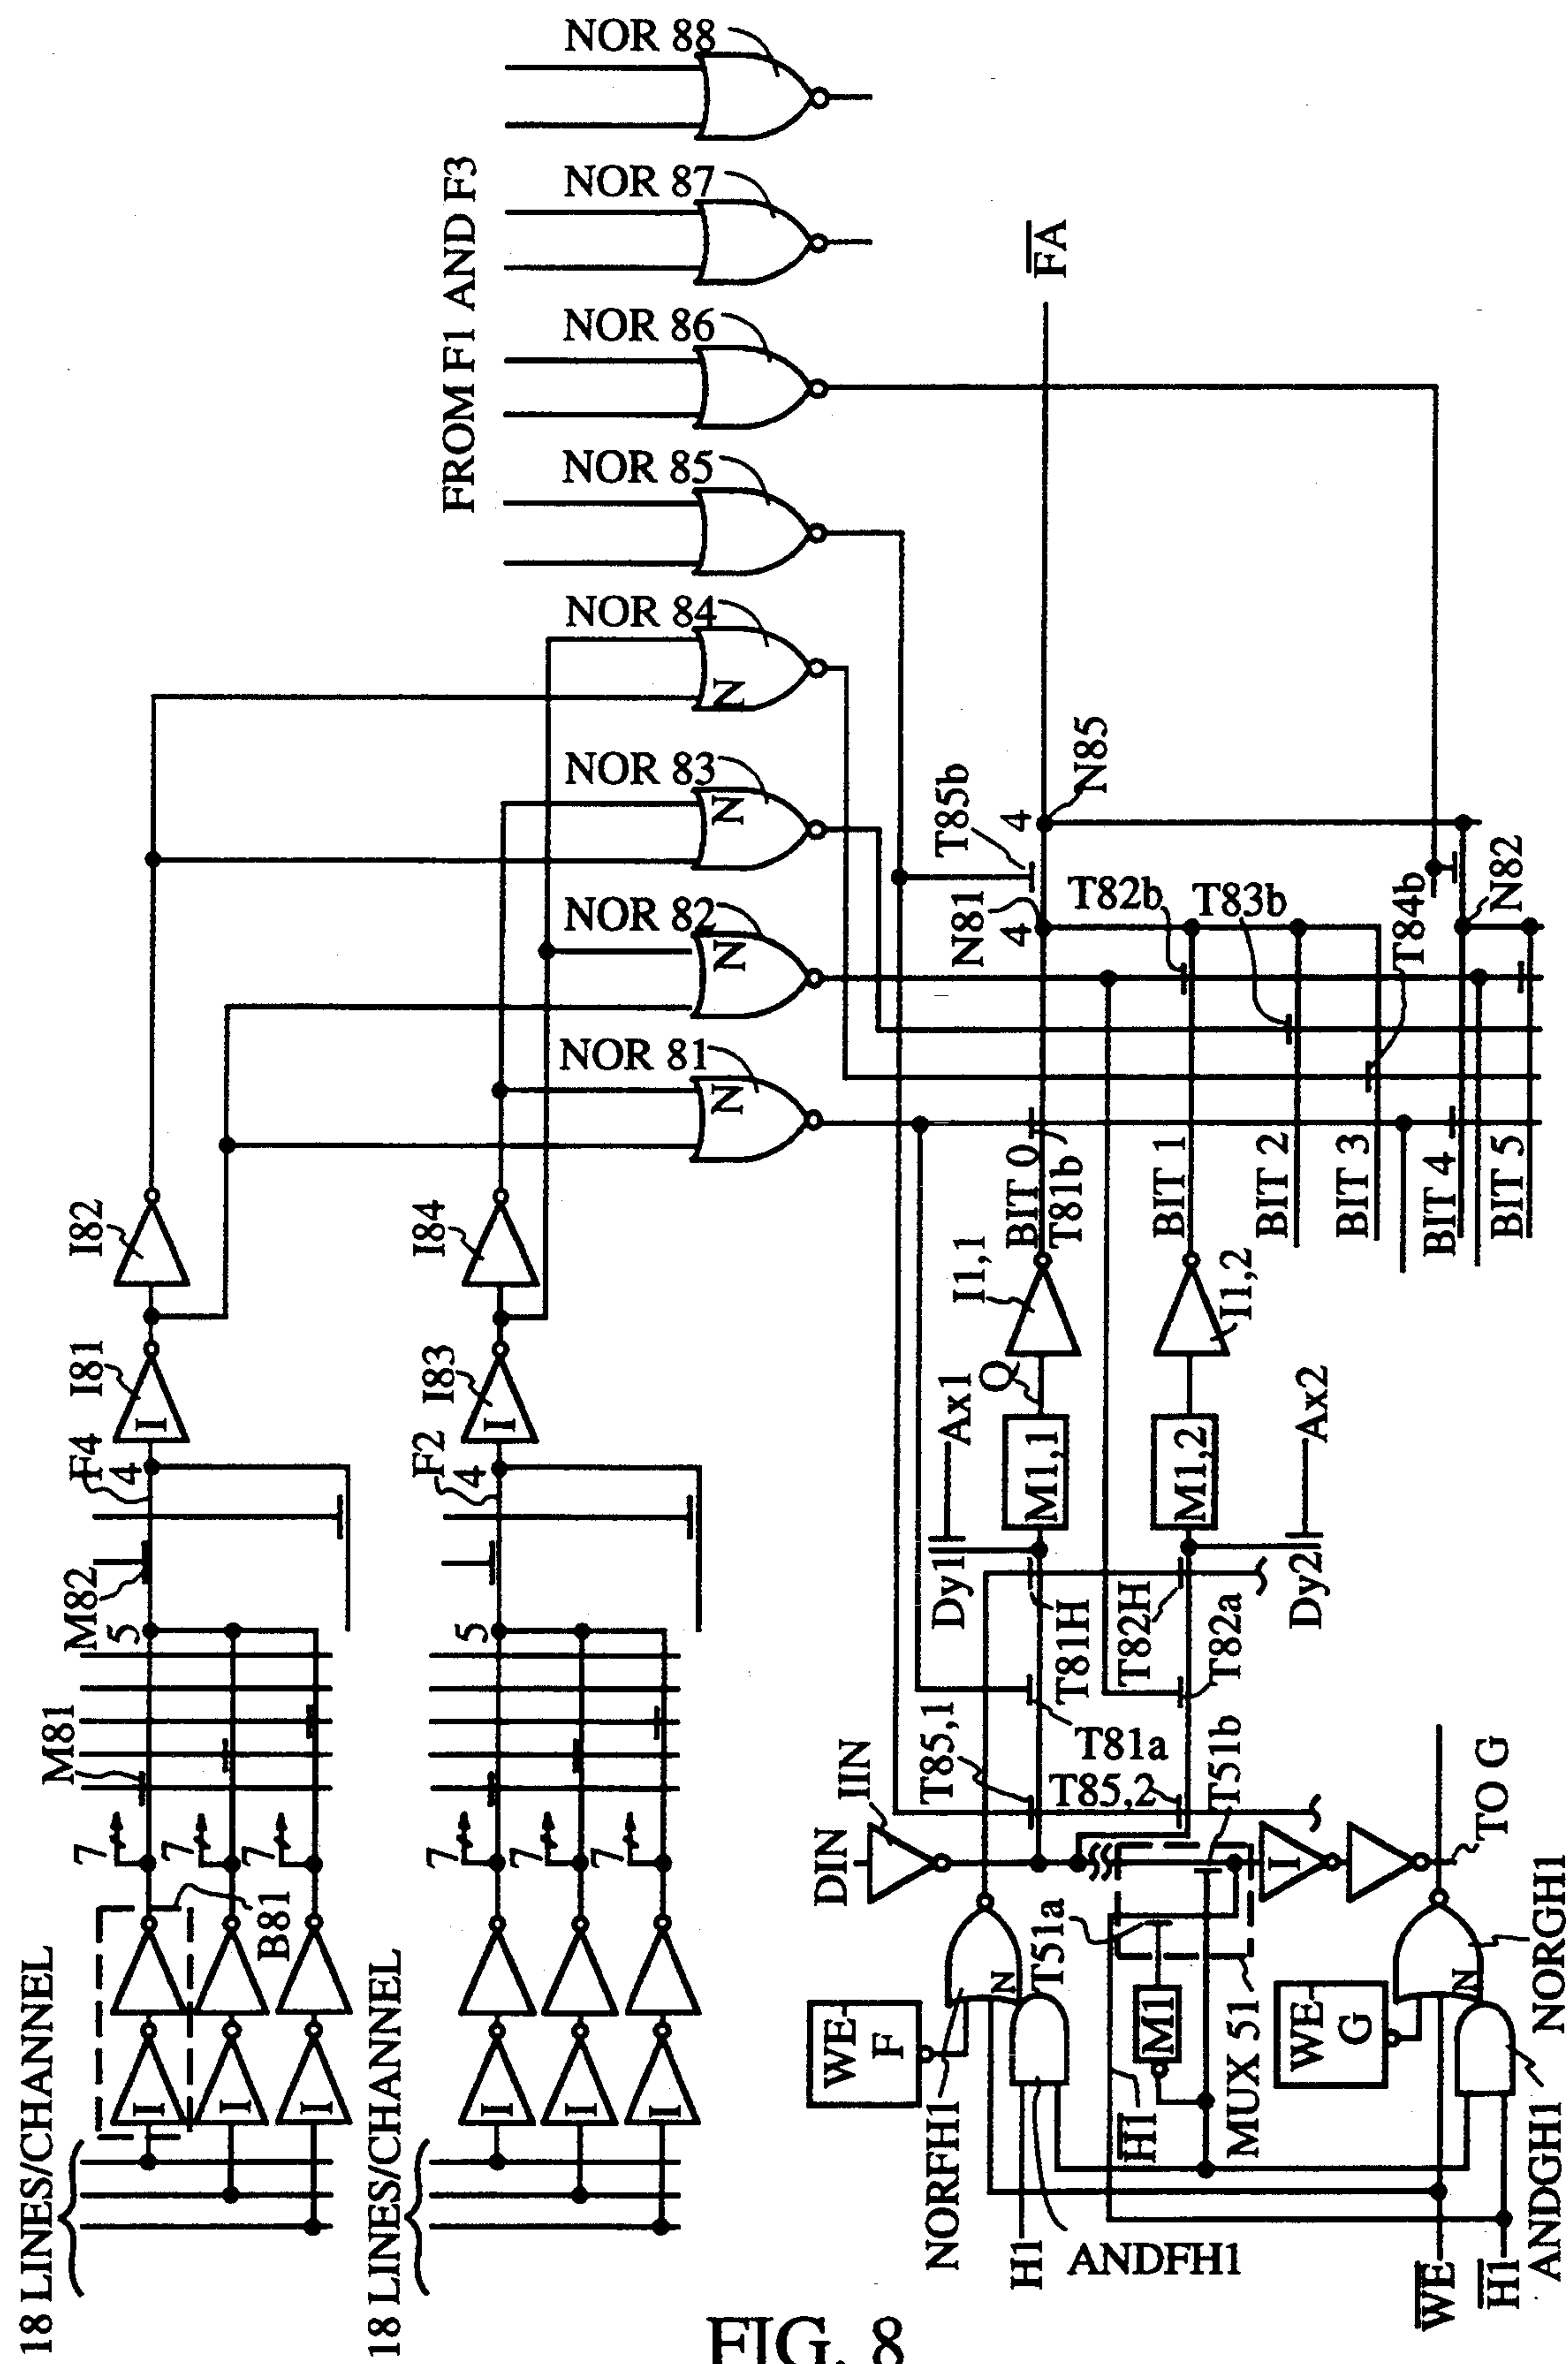 NOR 88
NOR 87
FROM F1 AND F3
NOR 86
NOR 85
NOR 84
N
NOR 83
N
NOR 82
N
NOR 81
N
FA
N85
4
T85b
N81
4
T82b
T83b
T84b
N82
BIT 0
T81b
BIT 1
BIT 2
BIT 3
BIT 4
BIT 5
I82
I84
I81
I
I83
I
F4
4
F2
4
I1,1
I1,2
Q
Ax1
Ax2
M1,1
M1,2
Dy1
Dy2
T81H
T82H
T82a
T81a
M82
5
5
M81
7
7
7
7
7
7
T85,1
T85,2
T51b
IIN
DIN
I
TO G
B81
T51a
I
I
I
I
I
I
N
N
WE
F
M1
WE
G
MUX 51
NORGH1
NORFH1
H1
H1
ANDFH1
WE
H1
ANDGH1
18 LINES/CHANNEL
18 LINES/CHANNEL
FIG. 8